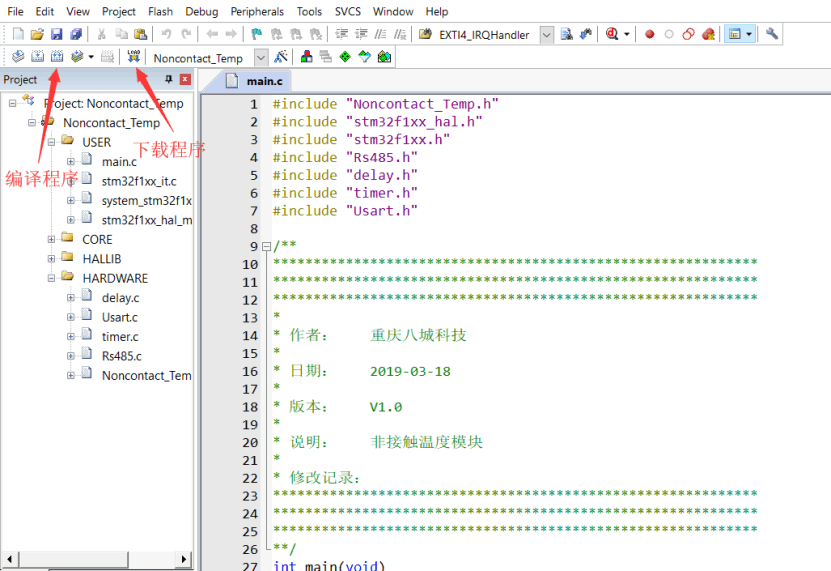 File Edit View Project Flash Debug Peripherals Tools SVCS Window Help
EXTI4_IRQHandler
LOAD
Noncontact_Temp
Project
main.c
Project: Noncontact_Temp
Noncontact_Temp
USER
main.c
stm32f1xx_it.c
system_stm32f1x
stm32f1xx_hal_m
CORE
HALLIB
HARDWARE
delay.c
Usart.c
timer.c
Rs485.c
Noncontact_Tem
编译程序
下载程序
1 #include "Noncontact_Temp.h"
2 #include "stm32f1xx_hal.h"
3 #include "stm32f1xx.h"
4 #include "Rs485.h"
5 #include "delay.h"
6 #include "timer.h"
7 #include "Usart.h"
8
9 /**
10 ************************************************************
11 ************************************************************
12 ************************************************************
13 *
14 * 作者: 重庆八城科技
15 *
16 * 日期: 2019-03-18
17 *
18 * 版本: V1.0
19 *
20 * 说明: 非接触温度模块
21 *
22 * 修改记录:
23 ************************************************************
24 ************************************************************
25 ************************************************************
26 **/
27 int main(void)